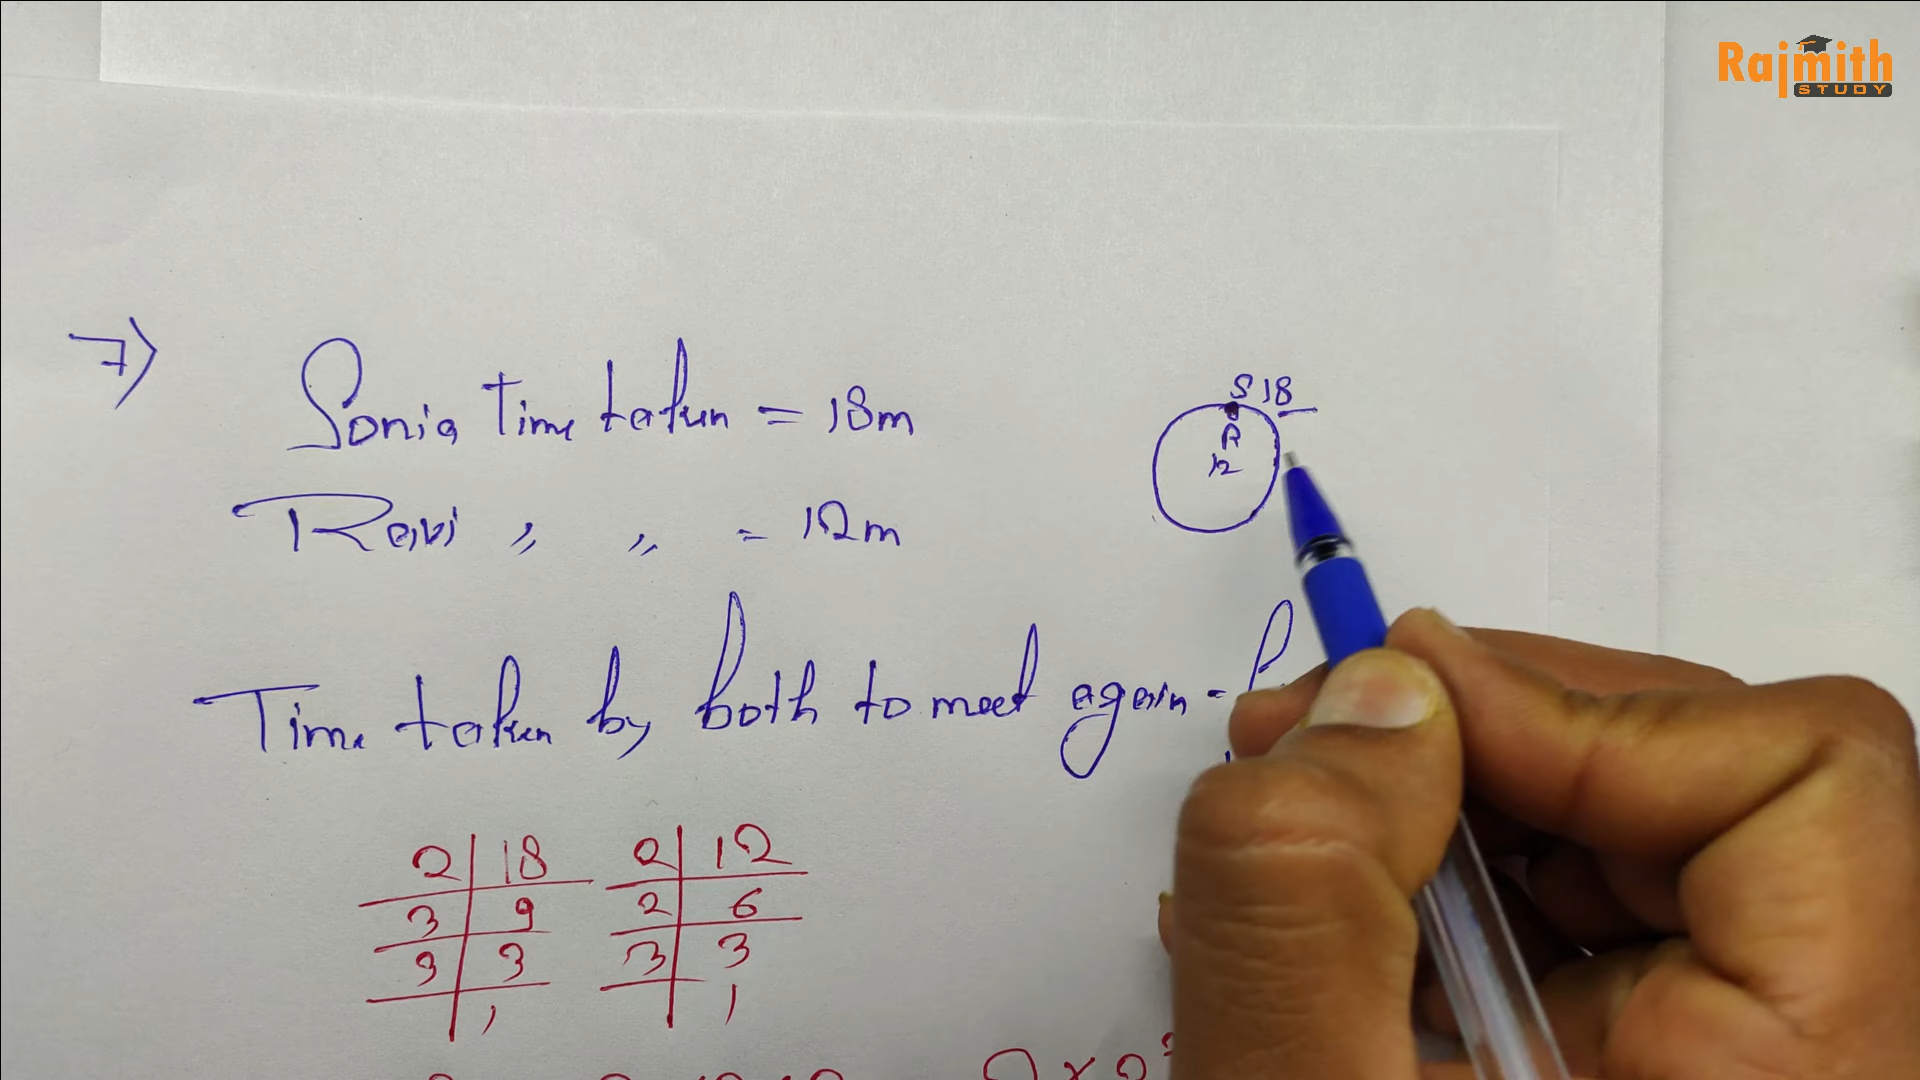 Rajmith
STUDY
7)
Sonia Time taken = 18m
S 18
R
12
Ravi „ „ = 12m
Time taken by both to meet again =
2 | 18
3 | 9
3 | 3
1
2 | 12
2 | 6
3 | 3
1